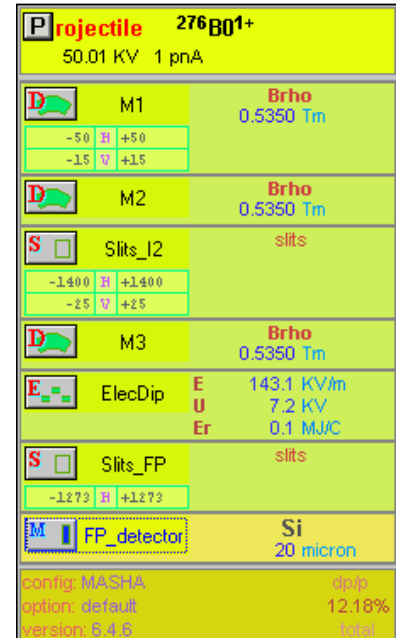 Projectile 276B01+
50.01 KV 1 pnA
D M1 Brho
0.5350 Tm
-50 H +50
-15 V +15
D M2 Brho
0.5350 Tm
S Slits_I2 slits
-1400 H +1400
-25 V +25
D M3 Brho
0.5350 Tm
E ElecDip E 143.1 KV/m
U 7.2 KV
Er 0.1 MJ/C
S Slits_FP slits
-1273 H +1273
M FP_detector Si
20 micron
config: MASHA dp/p
option: default 12.18%
version: 6.4.6 total